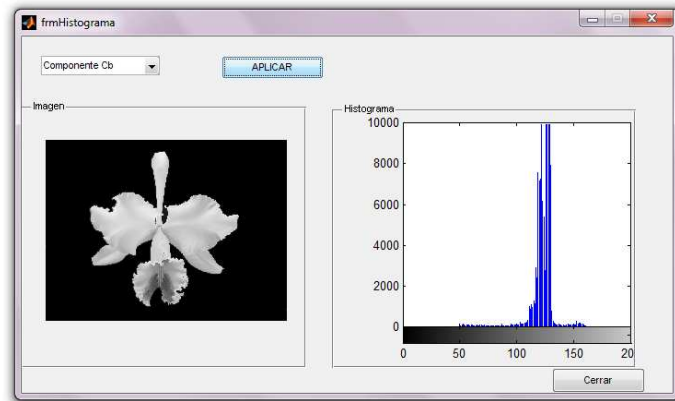 frmHistograma
Componente Cb
APLICAR
Imagen
Histograma
10000
8000
6000
4000
2000
0
0 50 100 150 20
Cerrar